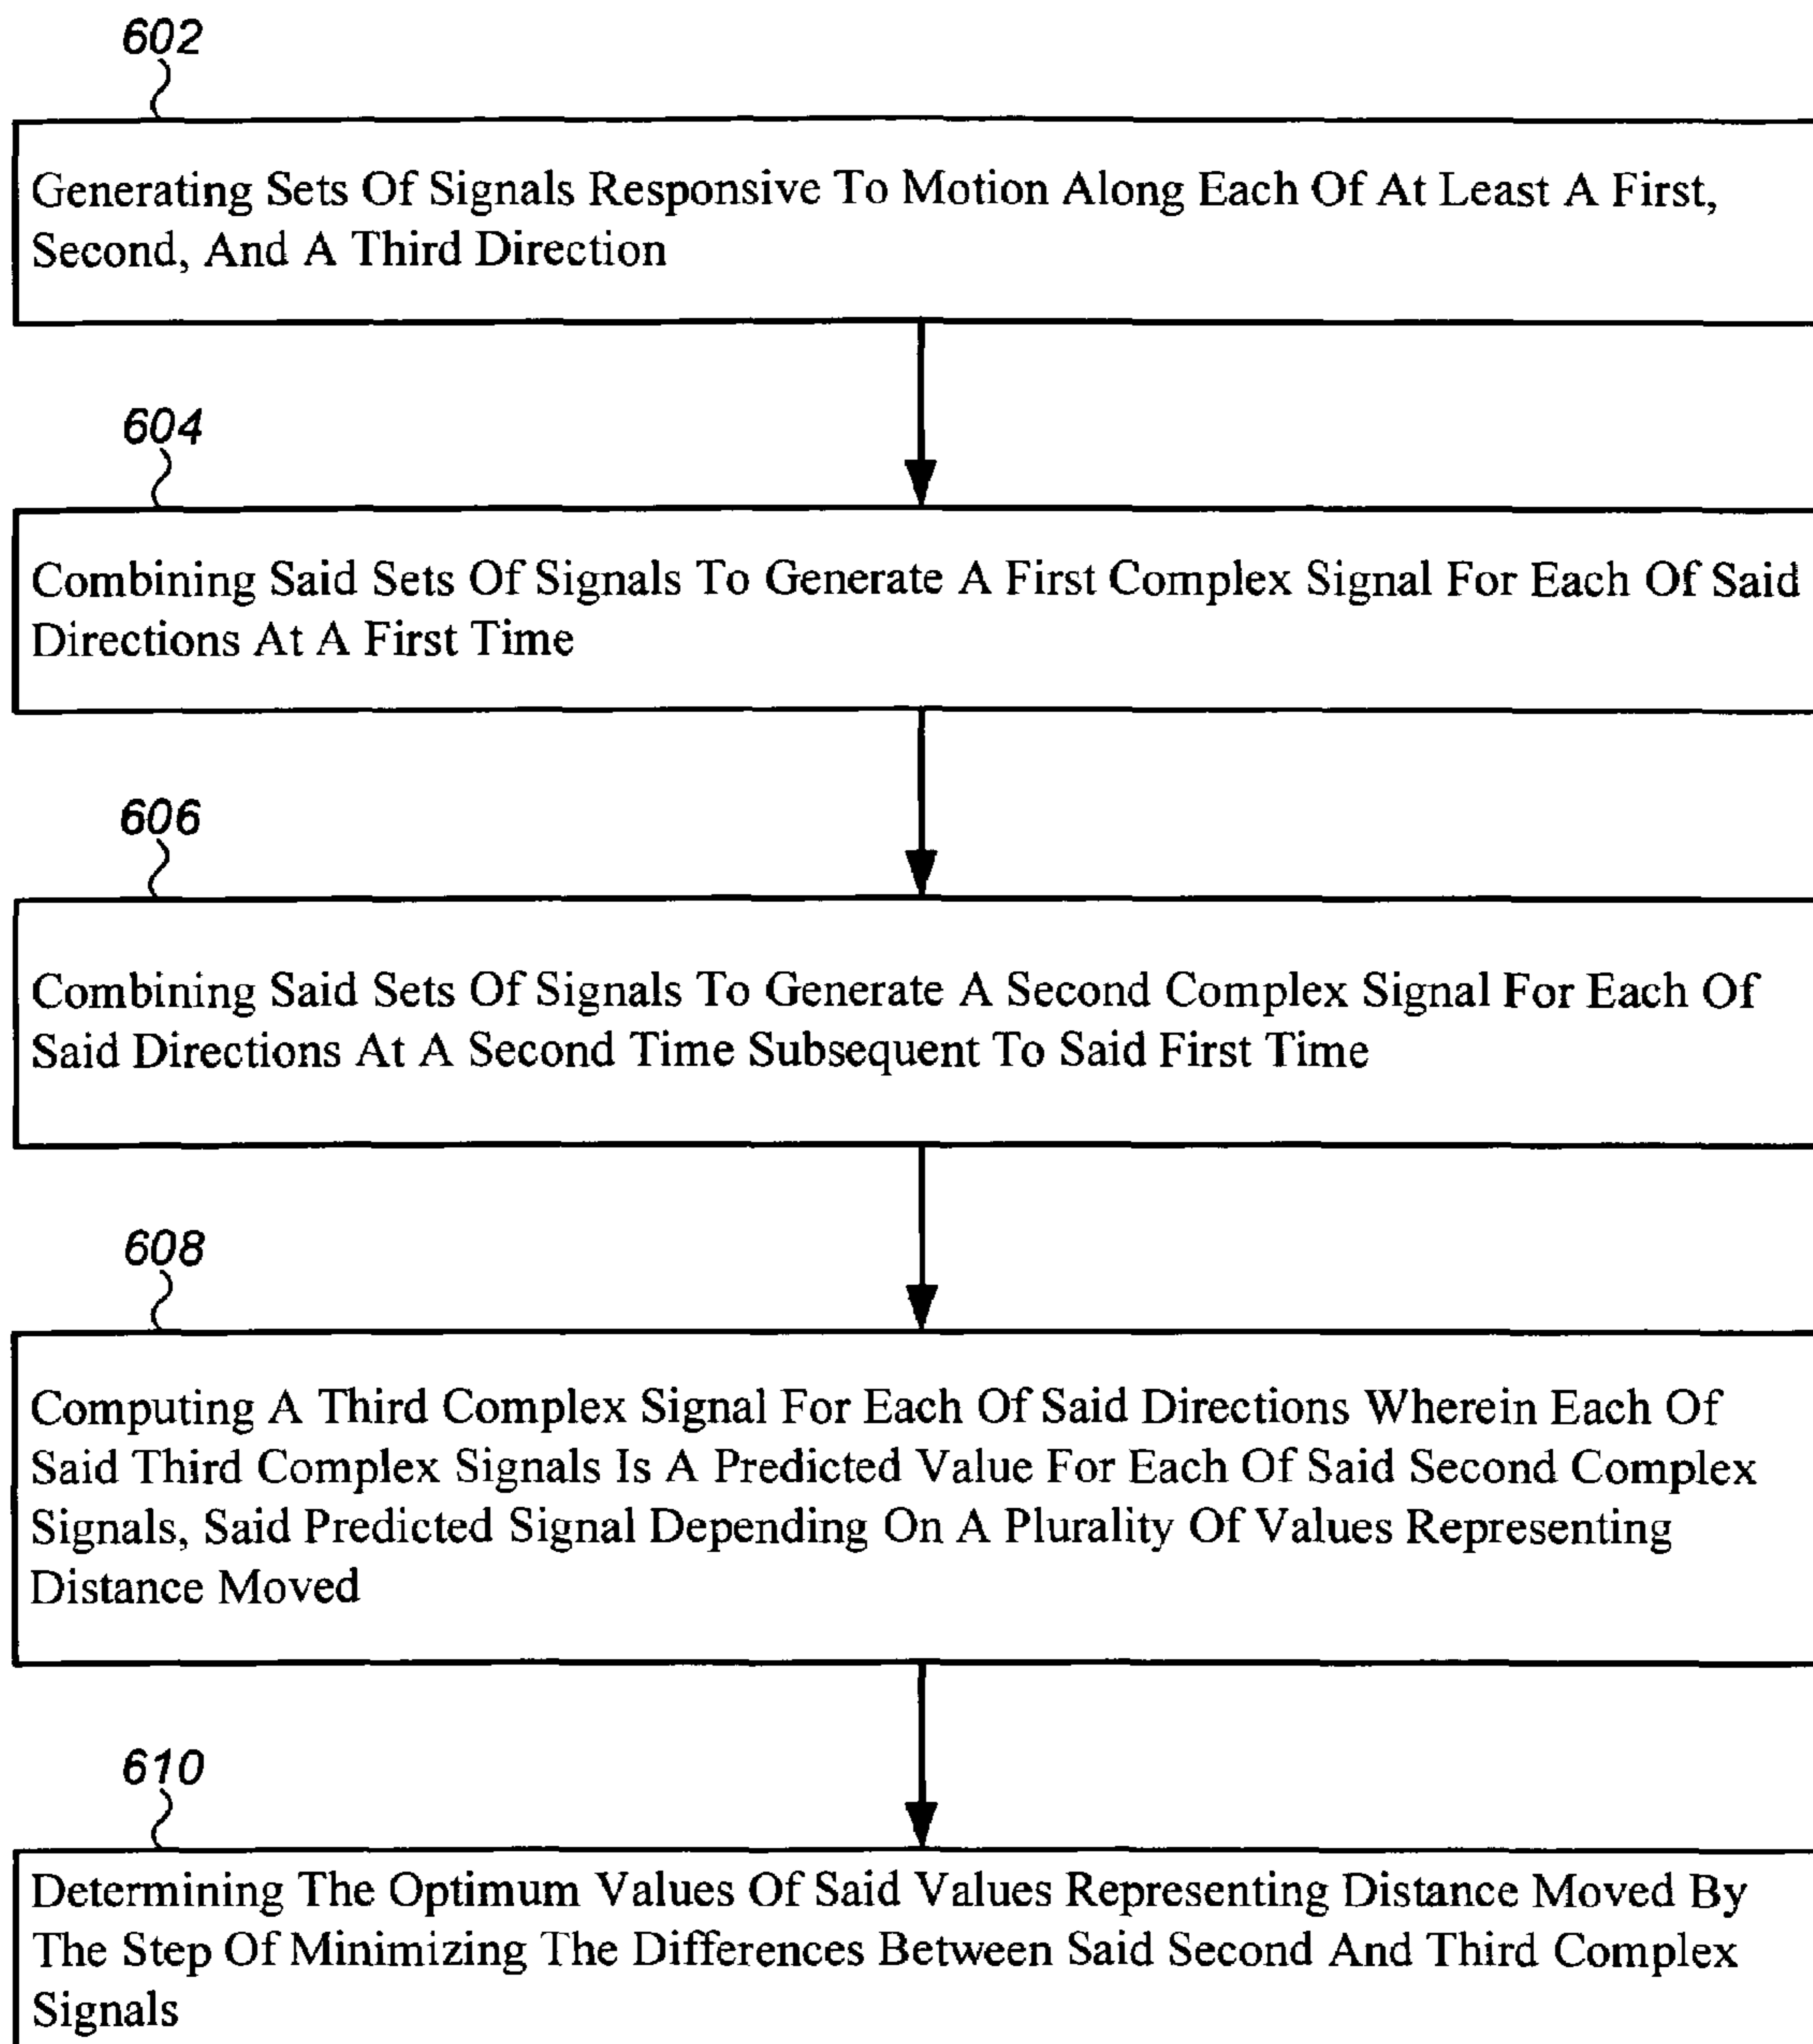 602
Generating Sets Of Signals Responsive To Motion Along Each Of At Least A First,
Second, And A Third Direction
604
Combining Said Sets Of Signals To Generate A First Complex Signal For Each Of Said
Directions At A First Time
606
Combining Said Sets Of Signals To Generate A Second Complex Signal For Each Of
Said Directions At A Second Time Subsequent To Said First Time
608
Computing A Third Complex Signal For Each Of Said Directions Wherein Each Of
Said Third Complex Signals Is A Predicted Value For Each Of Said Second Complex
Signals, Said Predicted Signal Depending On A Plurality Of Values Representing
Distance Moved
610
Determining The Optimum Values Of Said Values Representing Distance Moved By
The Step Of Minimizing The Differences Between Said Second And Third Complex
Signals